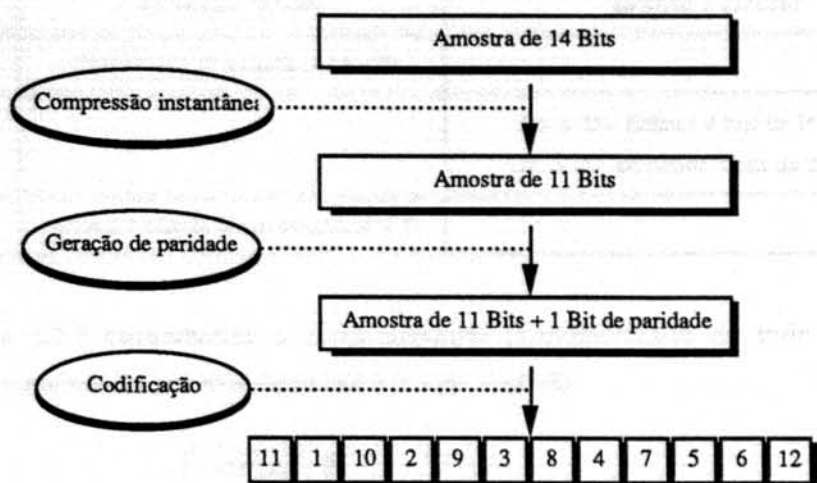 Amostra de 14 Bits
Compressão instantânea
Amostra de 11 Bits
Geração de paridade
Amostra de 11 Bits + 1 Bit de paridade
Codificação
11 1 10 2 9 3 8 4 7 5 6 12